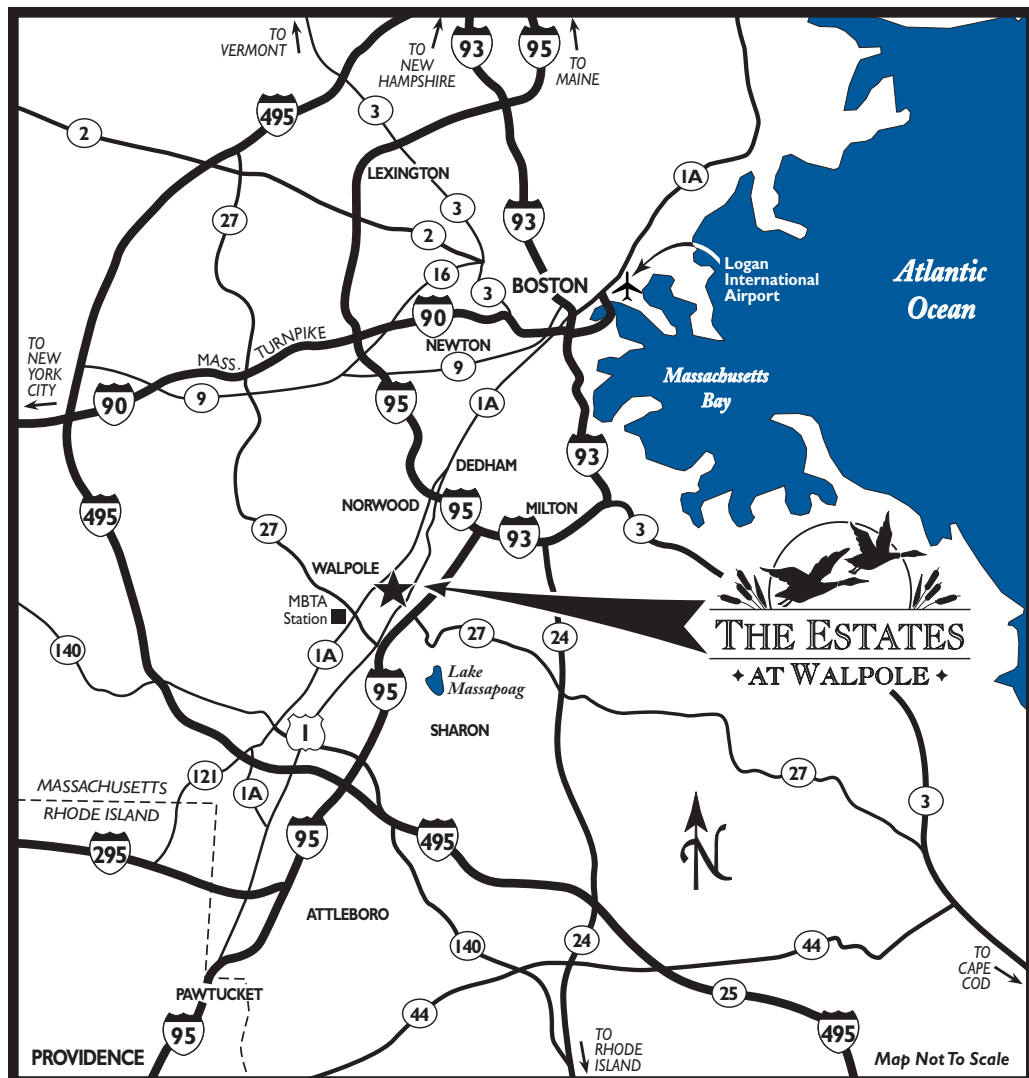 TO
VERMONT
TO
NEW
HAMPSHIRE
93
95
TO
MAINE
495
3
2
LEXINGTON
1A
27
3
93
2
16
BOSTON
3
Logan
International
Airport
Atlantic
Ocean
90
MASS. TURNPIKE
NEWTON
TO
NEW
YORK
CITY
9
Massachusetts
Bay
90
9
95
1A
93
DEDHAM
495
NORWOOD
95
MILTON
27
93
3
WALPOLE
MBTA
Station
THE ESTATES
AT WALPOLE
140
1A
27
24
95
Lake
Massapoag
1
SHARON
121
1A
MASSACHUSETTS
RHODE ISLAND
27
3
95
495
N
295
ATTLEBORO
140
24
44
TO
CAPE
COD
PAWTUCKET
25
44
95
495
PROVIDENCE
TO
RHODE
ISLAND
Map Not To Scale